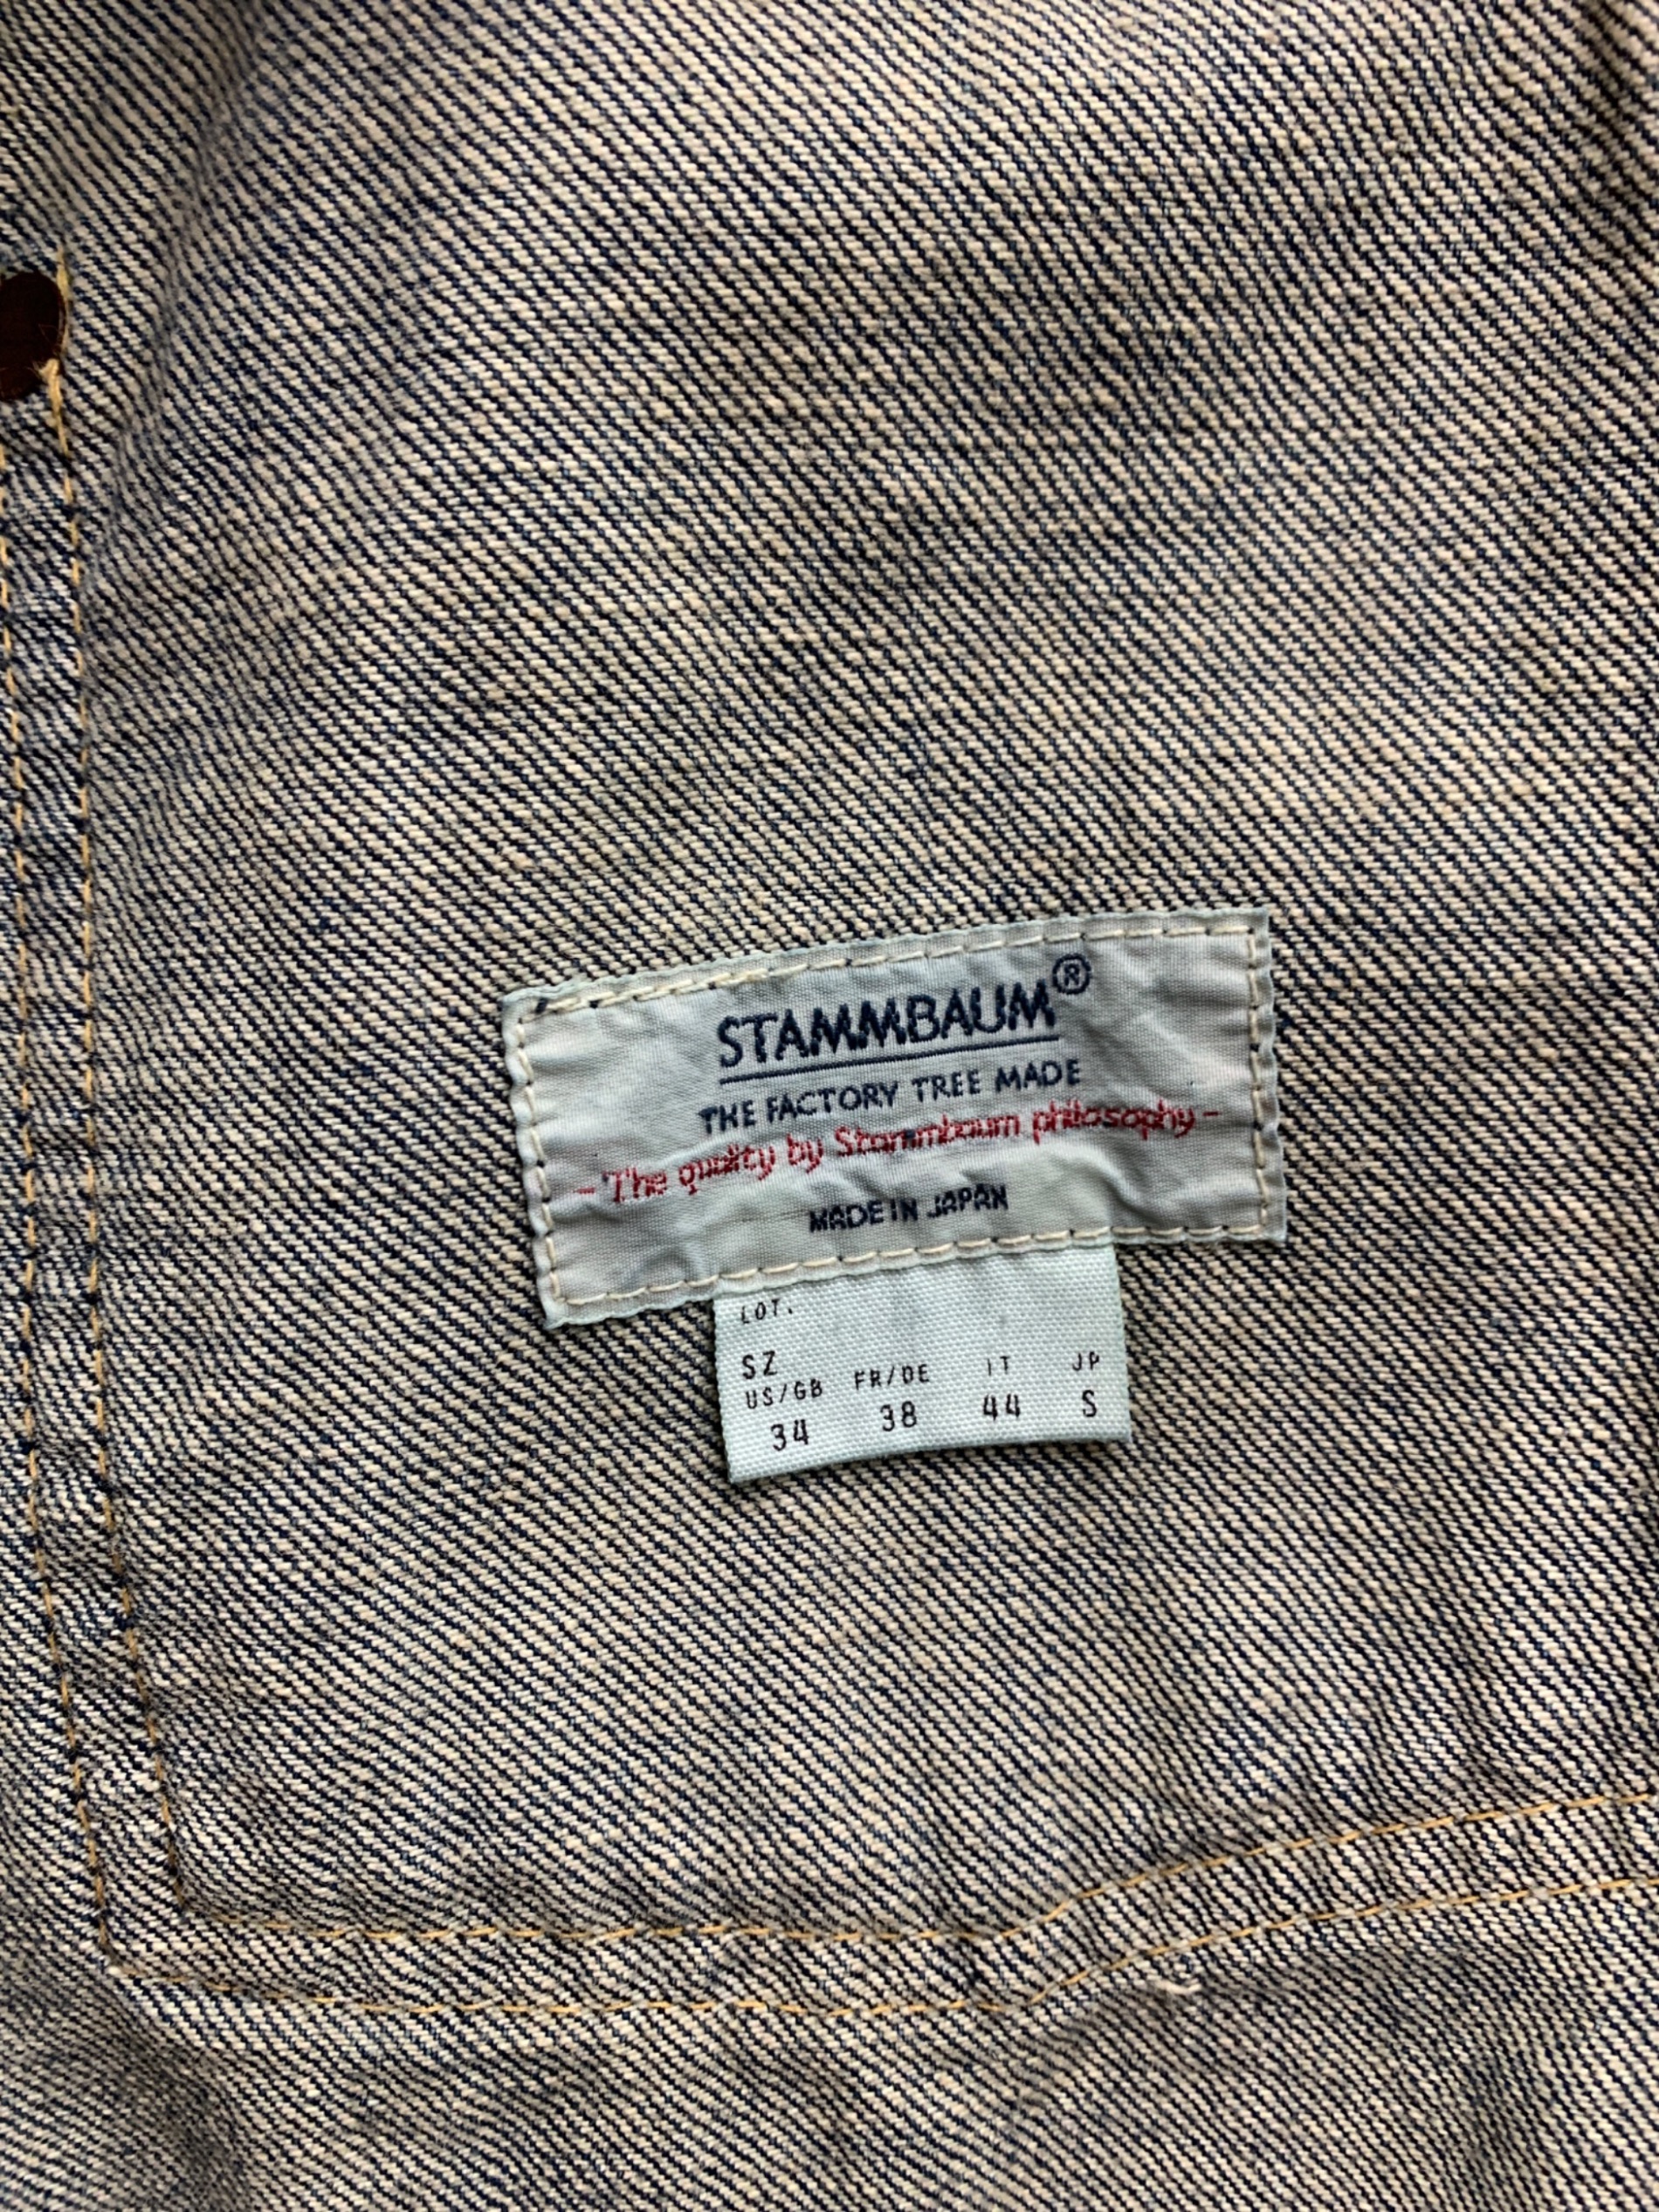 STAMMBAUM®
THE FACTORY TREE MADE
- The quality by Stammbaum philosophy -
MADE IN JAPAN
LOT.
SZ
US/GB FR/DE IT JP
34 38 44 S